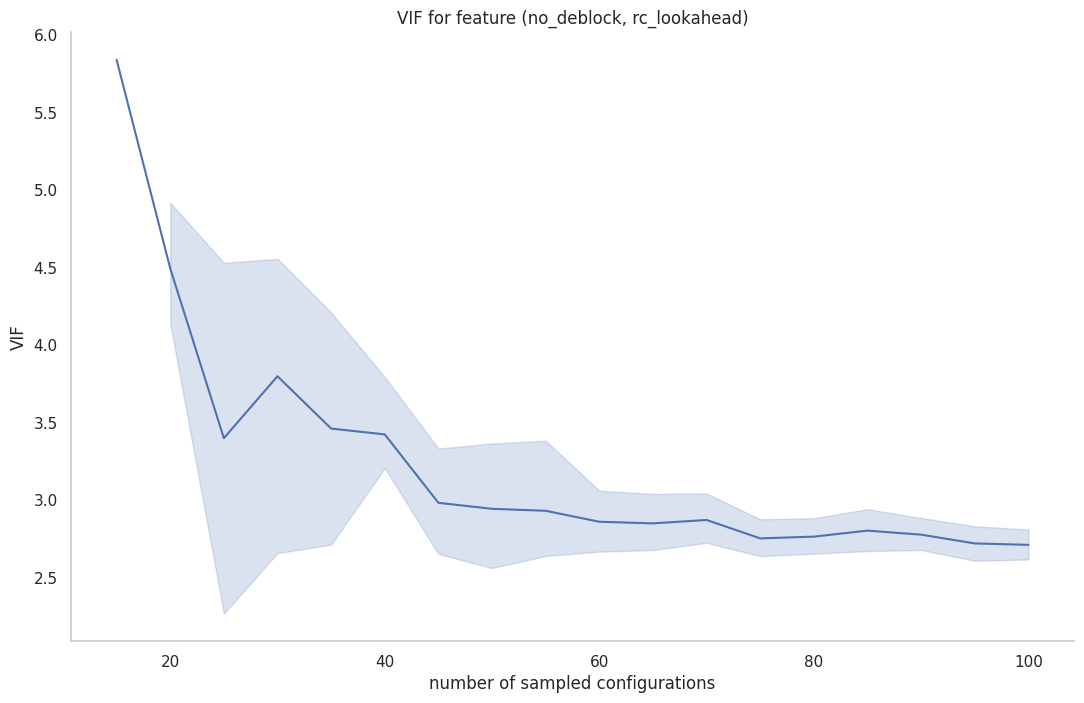 VIF for feature (no_deblock, rc_lookahead)
6.0
5.5
5.0
4.5
4.0
3.5
3.0
2.5
VIF
20 40 60 80 100
number of sampled configurations